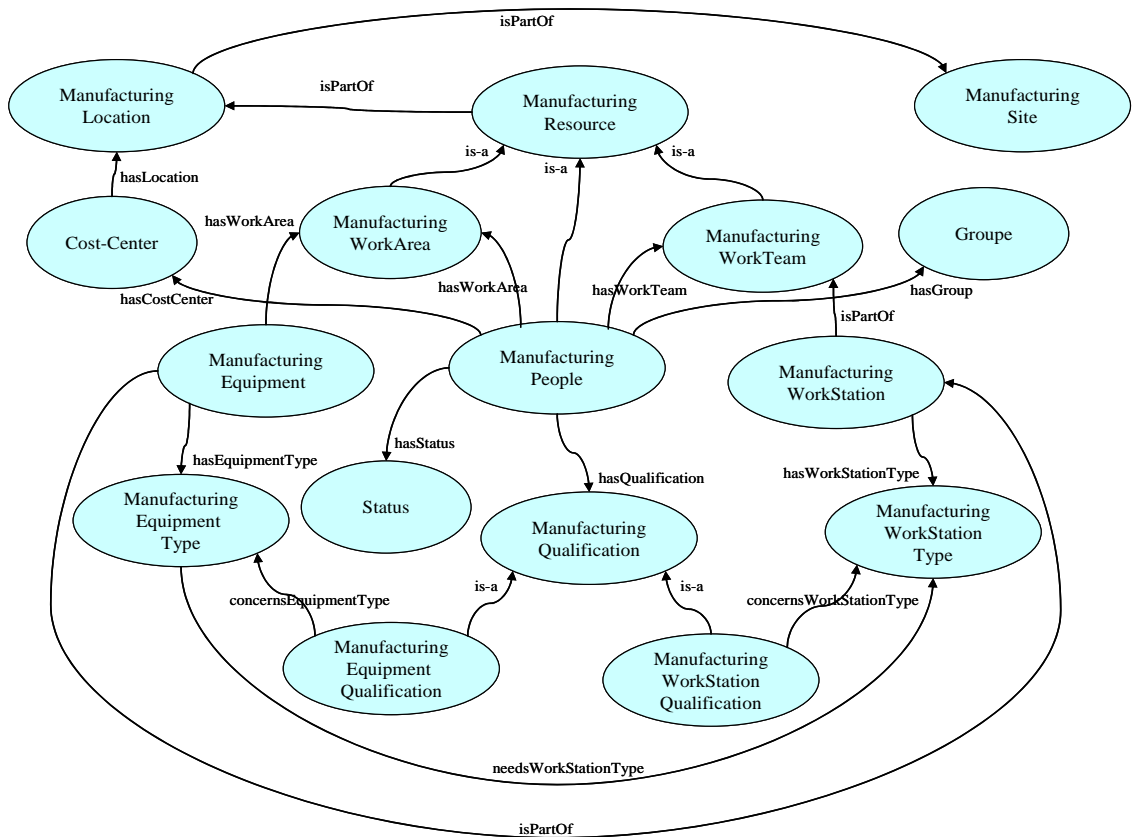 isPartOf
Manufacturing
Location
isPartOf
Manufacturing
Resource
Manufacturing
Site
is-a
is-a
is-a
hasLocation
Cost-Center
hasWorkArea
Manufacturing
WorkArea
Manufacturing
WorkTeam
Groupe
hasCostCenter
hasWorkArea
hasWorkTeam
hasGroup
isPartOf
Manufacturing
Equipment
Manufacturing
People
Manufacturing
WorkStation
hasStatus
hasEquipmentType
hasQualification
hasWorkStationType
Manufacturing
Equipment
Type
Status
Manufacturing
Qualification
Manufacturing
WorkStation
Type
concernsEquipmentType
is-a
is-a
concernsWorkStationType
Manufacturing
Equipment
Qualification
Manufacturing
WorkStation
Qualification
needsWorkStationType
isPartOf